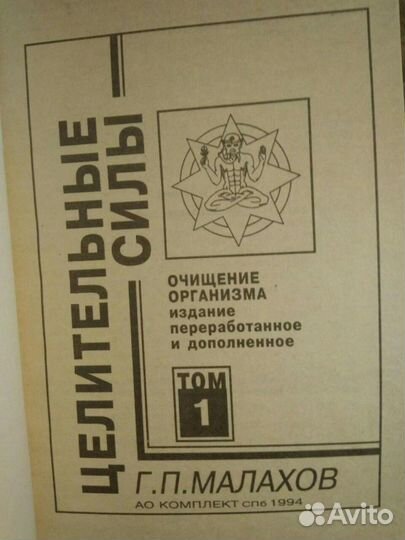 ЦЕЛИТЕЛЬНЫЕ
СИЛЫ
ОЧИЩЕНИЕ
ОРГАНИЗМА
издание
переработанное
и дополненное
ТОМ
1
Г.П.МАЛАХОВ
АО КОМПЛЕКТ спб 1994
Avito